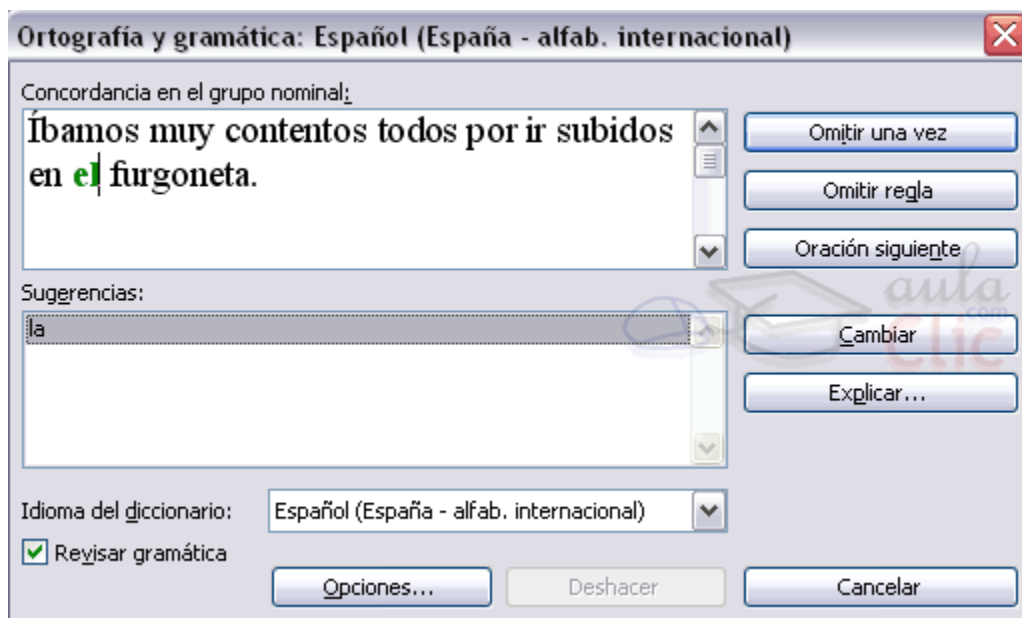 Ortografía y gramática: Español (España - alfab. internacional)
Concordancia en el grupo nominal:
Íbamos muy contentos todos por ir subidos
en el furgoneta.
Omitir una vez
Omitir regla
Oración siguiente
Sugerencias:
la
aula
.com
Clic
Cambiar
Explicar...
Idioma del diccionario:
Español (España - alfab. internacional)
Revisar gramática
Opciones...
Deshacer
Cancelar